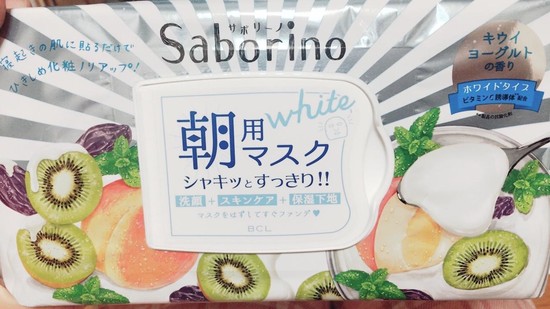 サボリーノ
Saborino
寝起きの肌に貼るだけで
ひきしめ化粧ノリアップ!
キウイ
ヨーグルト
の香り
ホワイトタイプ
ビタミンC誘導体 配合
white
朝用
マスク
シャキッとすっきり!!
洗顔+スキンケア+保湿下地
マスクをはずしてすぐファンデ♥
BCL